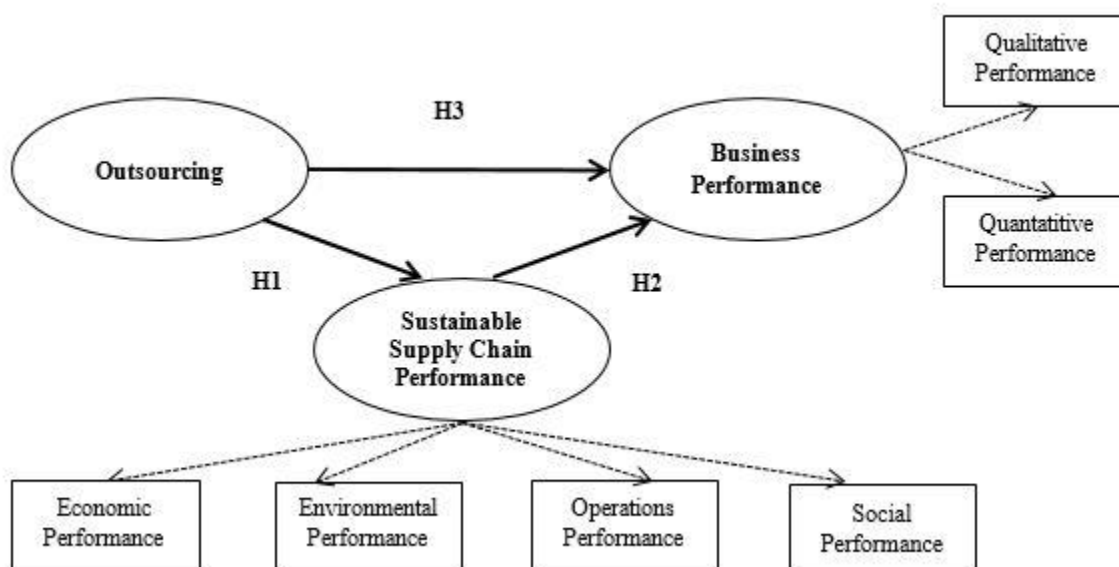 Qualitative
Performance
H3
Outsourcing
Business
Performance
Quantatitive
Performance
H1
H2
Sustainable
Supply Chain
Performance
Economic
Performance
Environmental
Performance
Operations
Performance
Social
Performance